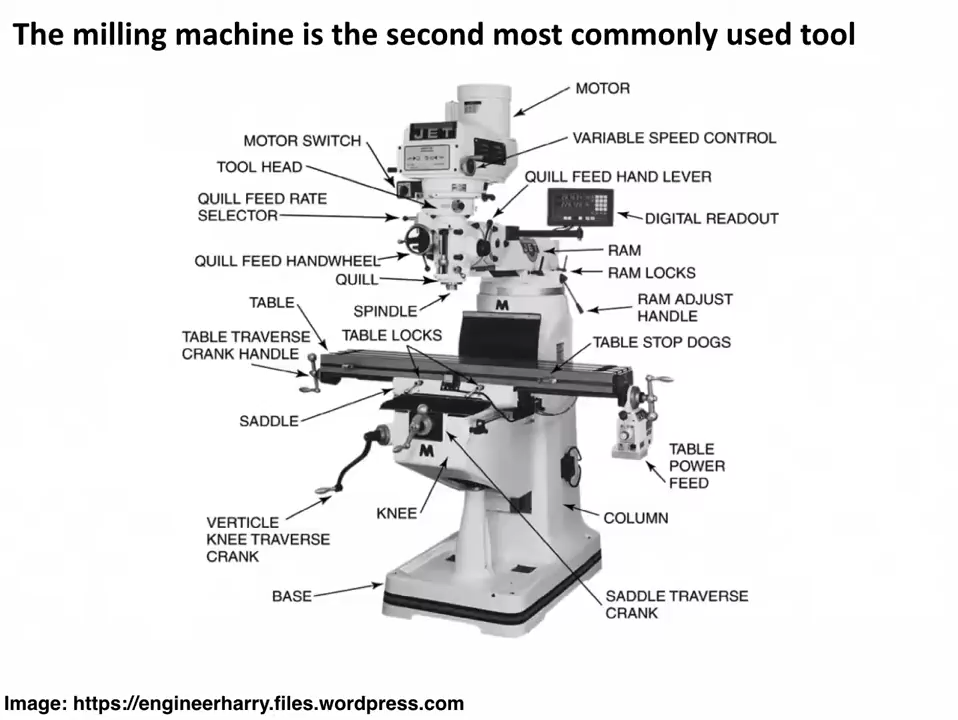 The milling machine is the second most commonly used tool
MOTOR
MOTOR SWITCH
VARIABLE SPEED CONTROL
TOOL HEAD
QUILL FEED HAND LEVER
QUILL FEED RATE
SELECTOR
DIGITAL READOUT
JET
QUILL FEED HANDWHEEL
RAM
QUILL
RAM LOCKS
TABLE
SPINDLE
RAM ADJUST
HANDLE
M
TABLE TRAVERSE
CRANK HANDLE
TABLE LOCKS
TABLE STOP DOGS
SADDLE
M
TABLE
POWER
FEED
KNEE
COLUMN
VERTICLE
KNEE TRAVERSE
CRANK
BASE
SADDLE TRAVERSE
CRANK
Image: https://engineerharry.files.wordpress.com